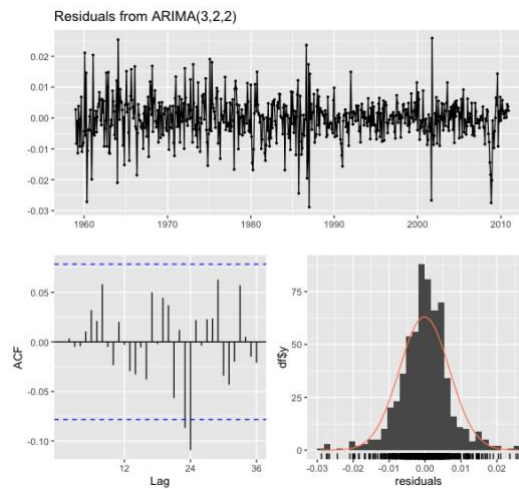 Residuals from ARIMA(3,2,2)
0.02
0.01
0.00
-0.01
-0.02
-0.03
1960 1970 1980 1990 2000 2010
0.05
0.00
-0.05
-0.10
ACF
12 24 36
Lag
75
50
25
0
df$y
-0.03 -0.02 -0.01 0.00 0.01 0.02
residuals